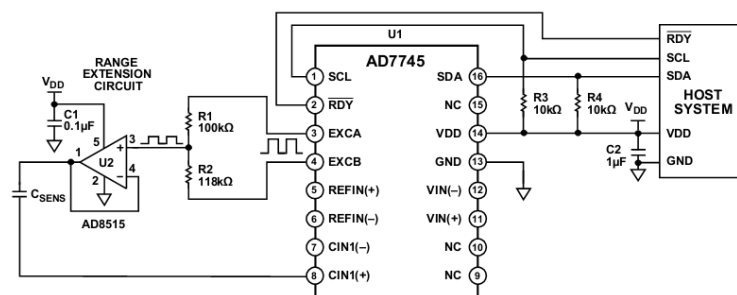 U1
AD7745
RANGE
EXTENSION
CIRCUIT
VDD
C1
0.1µF
5
3
1
U2
4
2
+
−
AD8515
CSENS
R1
100kΩ
R2
118kΩ
1 SCL
2 RDY
3 EXCA
4 EXCB
5 REFIN(+)
6 REFIN(–)
7 CIN1(–)
8 CIN1(+)
SDA 16
NC 15
VDD 14
GND 13
VIN(–) 12
VIN(+) 11
NC 10
NC 9
R3
10kΩ
R4
10kΩ
VDD
C2
1µF
RDY
SCL
SDA
HOST
SYSTEM
VDD
GND